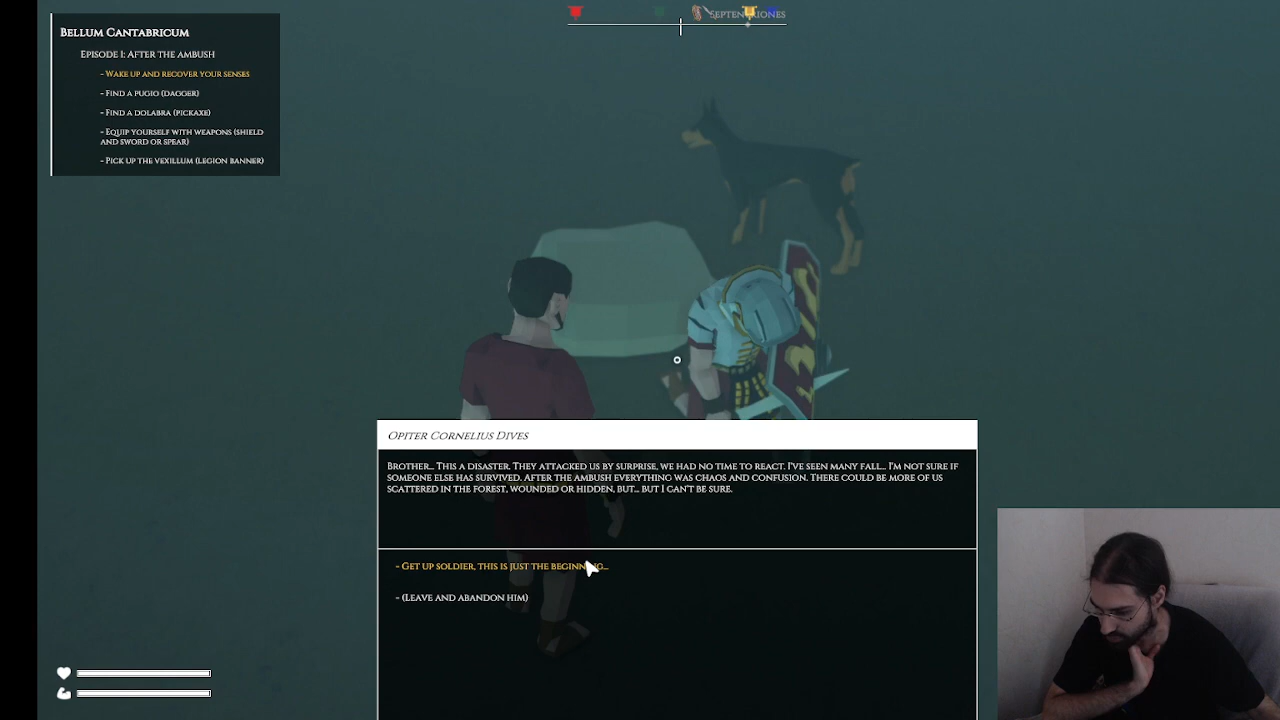 SEPTENTRIONES
BELLUM CANTABRICUM
EPISODE I: AFTER THE AMBUSH
- WAKE UP AND RECOVER YOUR SENSES
- FIND A PUGIO (DAGGER)
- FIND A DOLABRA (PICKAXE)
- EQUIP YOURSELF WITH WEAPONS (SHIELD
AND SWORD OR SPEAR)
- PICK UP THE VEXILLUM (LEGION BANNER)
OPITER CORNELIUS DIVES
BROTHER... THIS A DISASTER. THEY ATTACKED US BY SURPRISE, WE HAD NO TIME TO REACT. I'VE SEEN MANY FALL... I'M NOT SURE IF
SOMEONE ELSE HAS SURVIVED. AFTER THE AMBUSH EVERYTHING WAS CHAOS AND CONFUSION. THERE COULD BE MORE OF US
SCATTERED IN THE FOREST, WOUNDED OR HIDDEN, BUT... BUT I CAN'T BE SURE.
- GET UP SOLDIER, THIS IS JUST THE BEGINNING...
- (LEAVE AND ABANDON HIM)